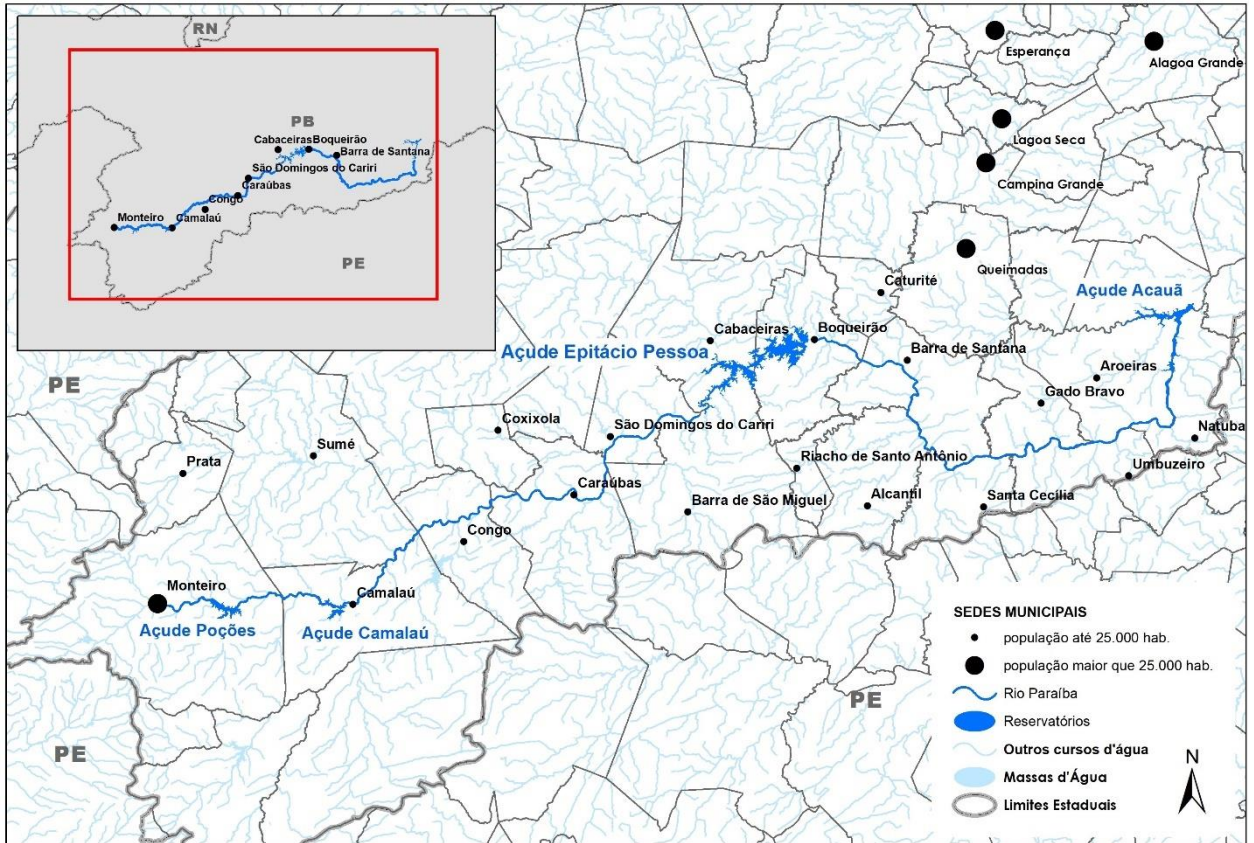 RN
PB
Cabaceiras
Boqueirão
Barra de Santana
São Domingos do Cariri
Caraúbas
Congo
Monteiro
Camalaú
PE
Esperança
Alagoa Grande
Lagoa Seca
Campina Grande
Queimadas
Caturité
Açude Acauã
Cabaceiras
Boqueirão
Açude Epitácio Pessoa
Barra de Santana
PE
Aroeiras
Gado Bravo
Coxixola
São Domingos do Cariri
Natuba
Sumé
Prata
Riacho de Santo Antônio
Umbuzeiro
Caraúbas
Barra de São Miguel
Alcantil
Santa Cecília
Congo
Monteiro
Camalaú
Açude Poções
Açude Camalaú
PE
PE
SEDES MUNICIPAIS
população até 25.000 hab.
população maior que 25.000 hab.
Rio Paraíba
Reservatórios
Outros cursos d'água
Massas d'Água
Limites Estaduais
N